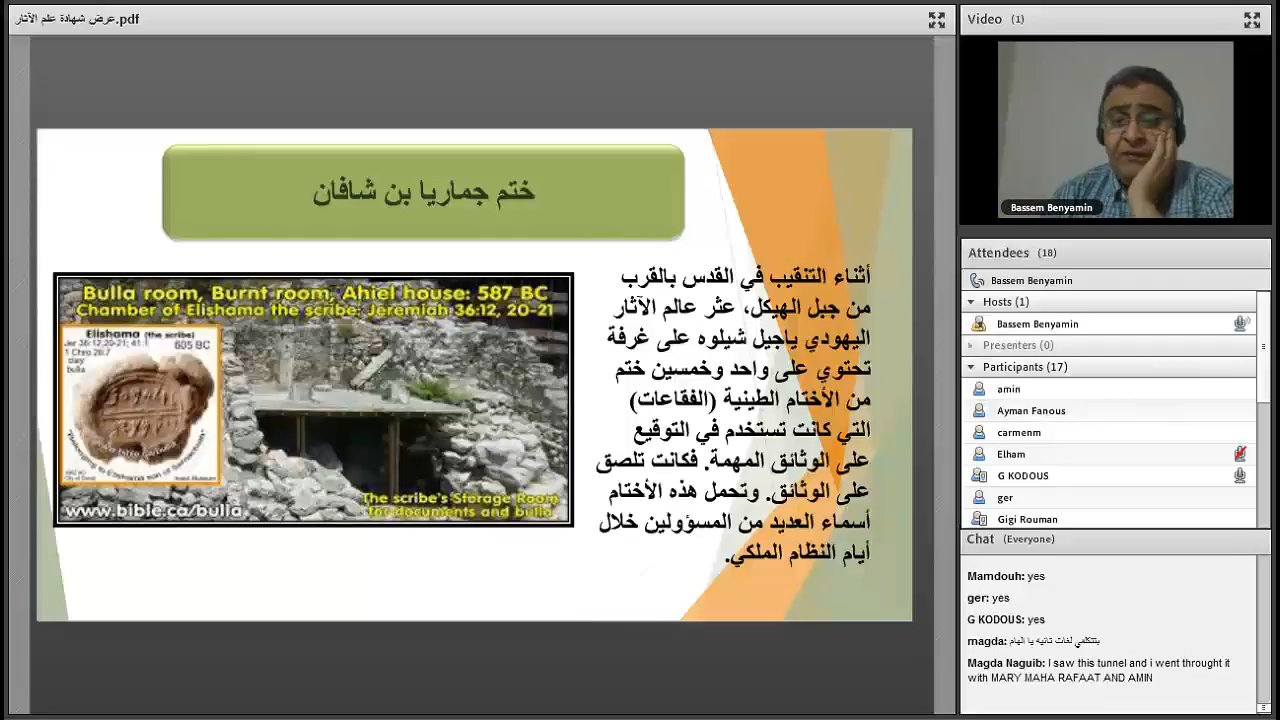 عرض شهادة علم الآثار.pdf
ختم جماريا بن شافان
Bulla room, Burnt room, Ahiel house: 587 BC
Chamber of Elishama the scribe: Jeremiah 36:12, 20-21
Elishama (the scribe)
Jer 36:12,20-21; 41:1
605 BC
clay
bulla
The scribe's Storage Room
for documents and bulla
www.bible.ca/bulla
أثناء التنقيب في القدس بالقرب
من جبل الهيكل، عثر عالم الآثار
اليهودي ياجيل شيلوه على غرفة
تحتوي على واحد وخمسين ختم
من الأختام الطينية (الفقاعات)
التي كانت تستخدم في التوقيع
على الوثائق المهمة. فكانت تلصق
على الوثائق. وتحمل هذه الأختام
أسماء العديد من المسؤولين خلال
أيام النظام الملكي.
Video (1)
Bassem Benyamin
Attendees (18)
Bassem Benyamin
Hosts (1)
Bassem Benyamin
Presenters (0)
Participants (17)
amin
Ayman Fanous
carmenm
Elham
G KODOUS
ger
Gigi Rouman
Chat (Everyone)
Mamdouh: yes
ger: yes
G KODOUS: yes
magda: بتتكلمي لغات تانيه يا الهام
Magda Naguib: I saw this tunnel and i went throught it
with MARY MAHA RAFAAT AND AMIN